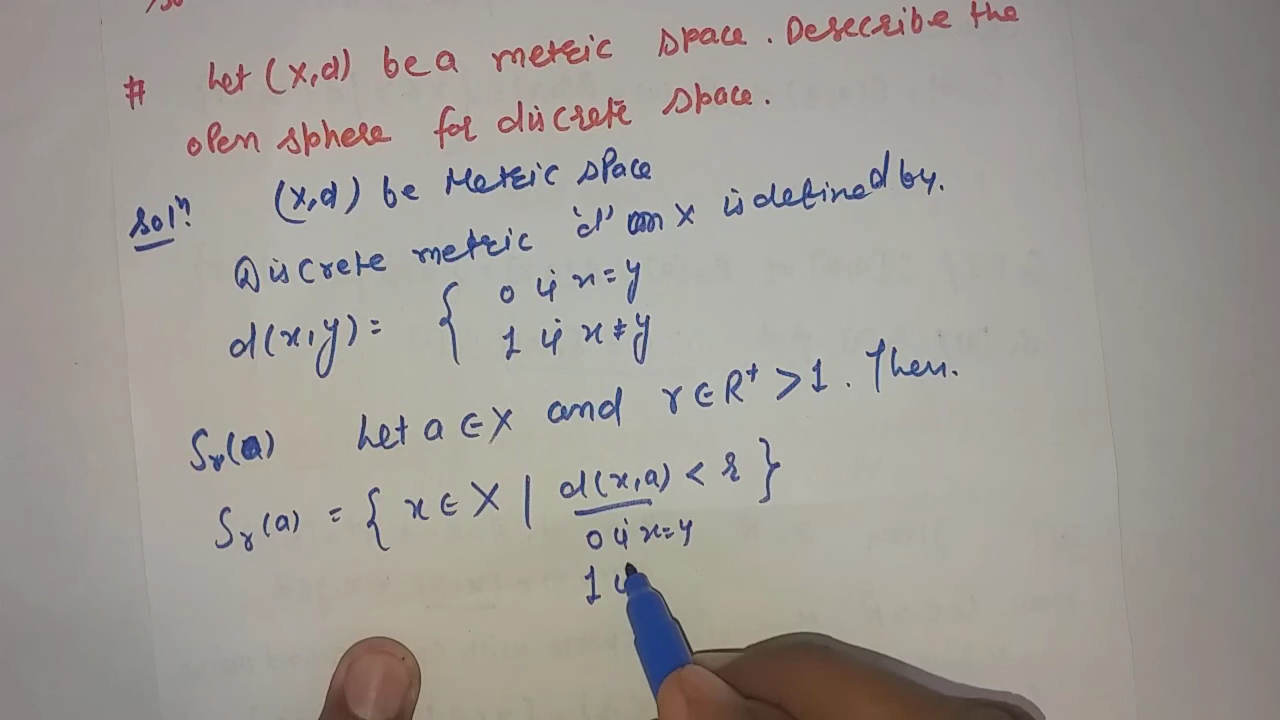 # Let (X,d) be a metric space. Describe the
open sphere for discrete space.
Solⁿ: (X,d) be Metric space
Discrete metric 'd' on X is defined by.
d(x,y) = { 0 if x = y
1 if x ≠ y
Sᵣ(a) Let a ∈ X and r ∈ R⁺ > 1. Then.
Sᵣ(a) = { x ∈ X | d(x,a) < r }
0 if x = y
1 if